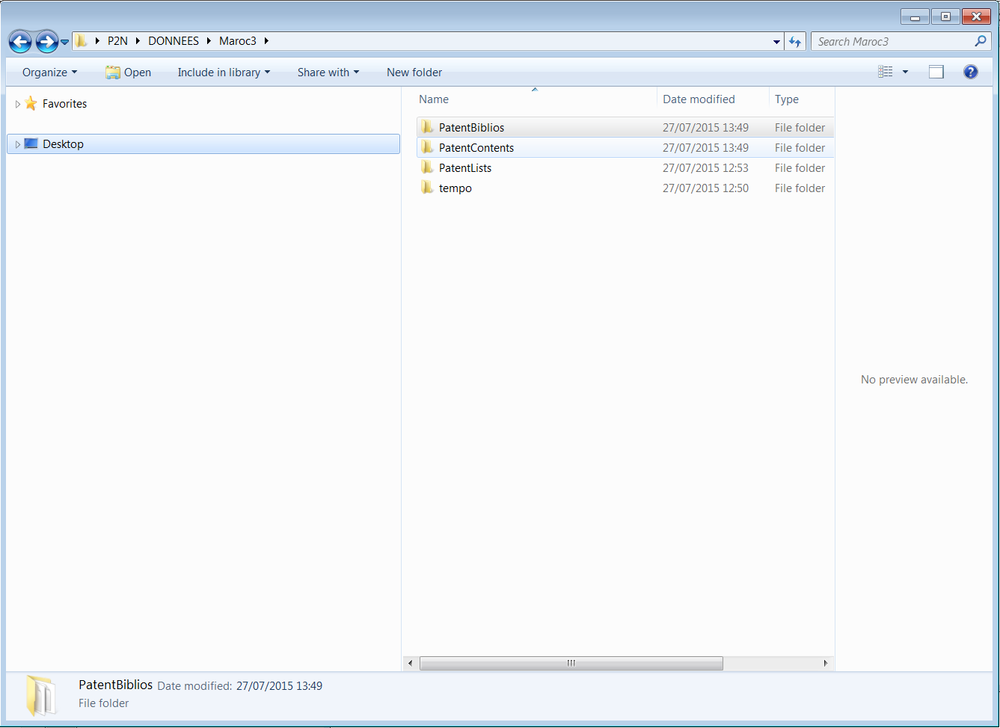 P2N DONNEES Maroc3 Search Maroc3
Organize Open Include in library Share with New folder
Favorites
Desktop
Name Date modified Type
PatentBiblios 27/07/2015 13:49 File folder
PatentContents 27/07/2015 13:49 File folder
PatentLists 27/07/2015 12:53 File folder
tempo 27/07/2015 12:50 File folder
No preview available.
PatentBiblios Date modified: 27/07/2015 13:49
File folder